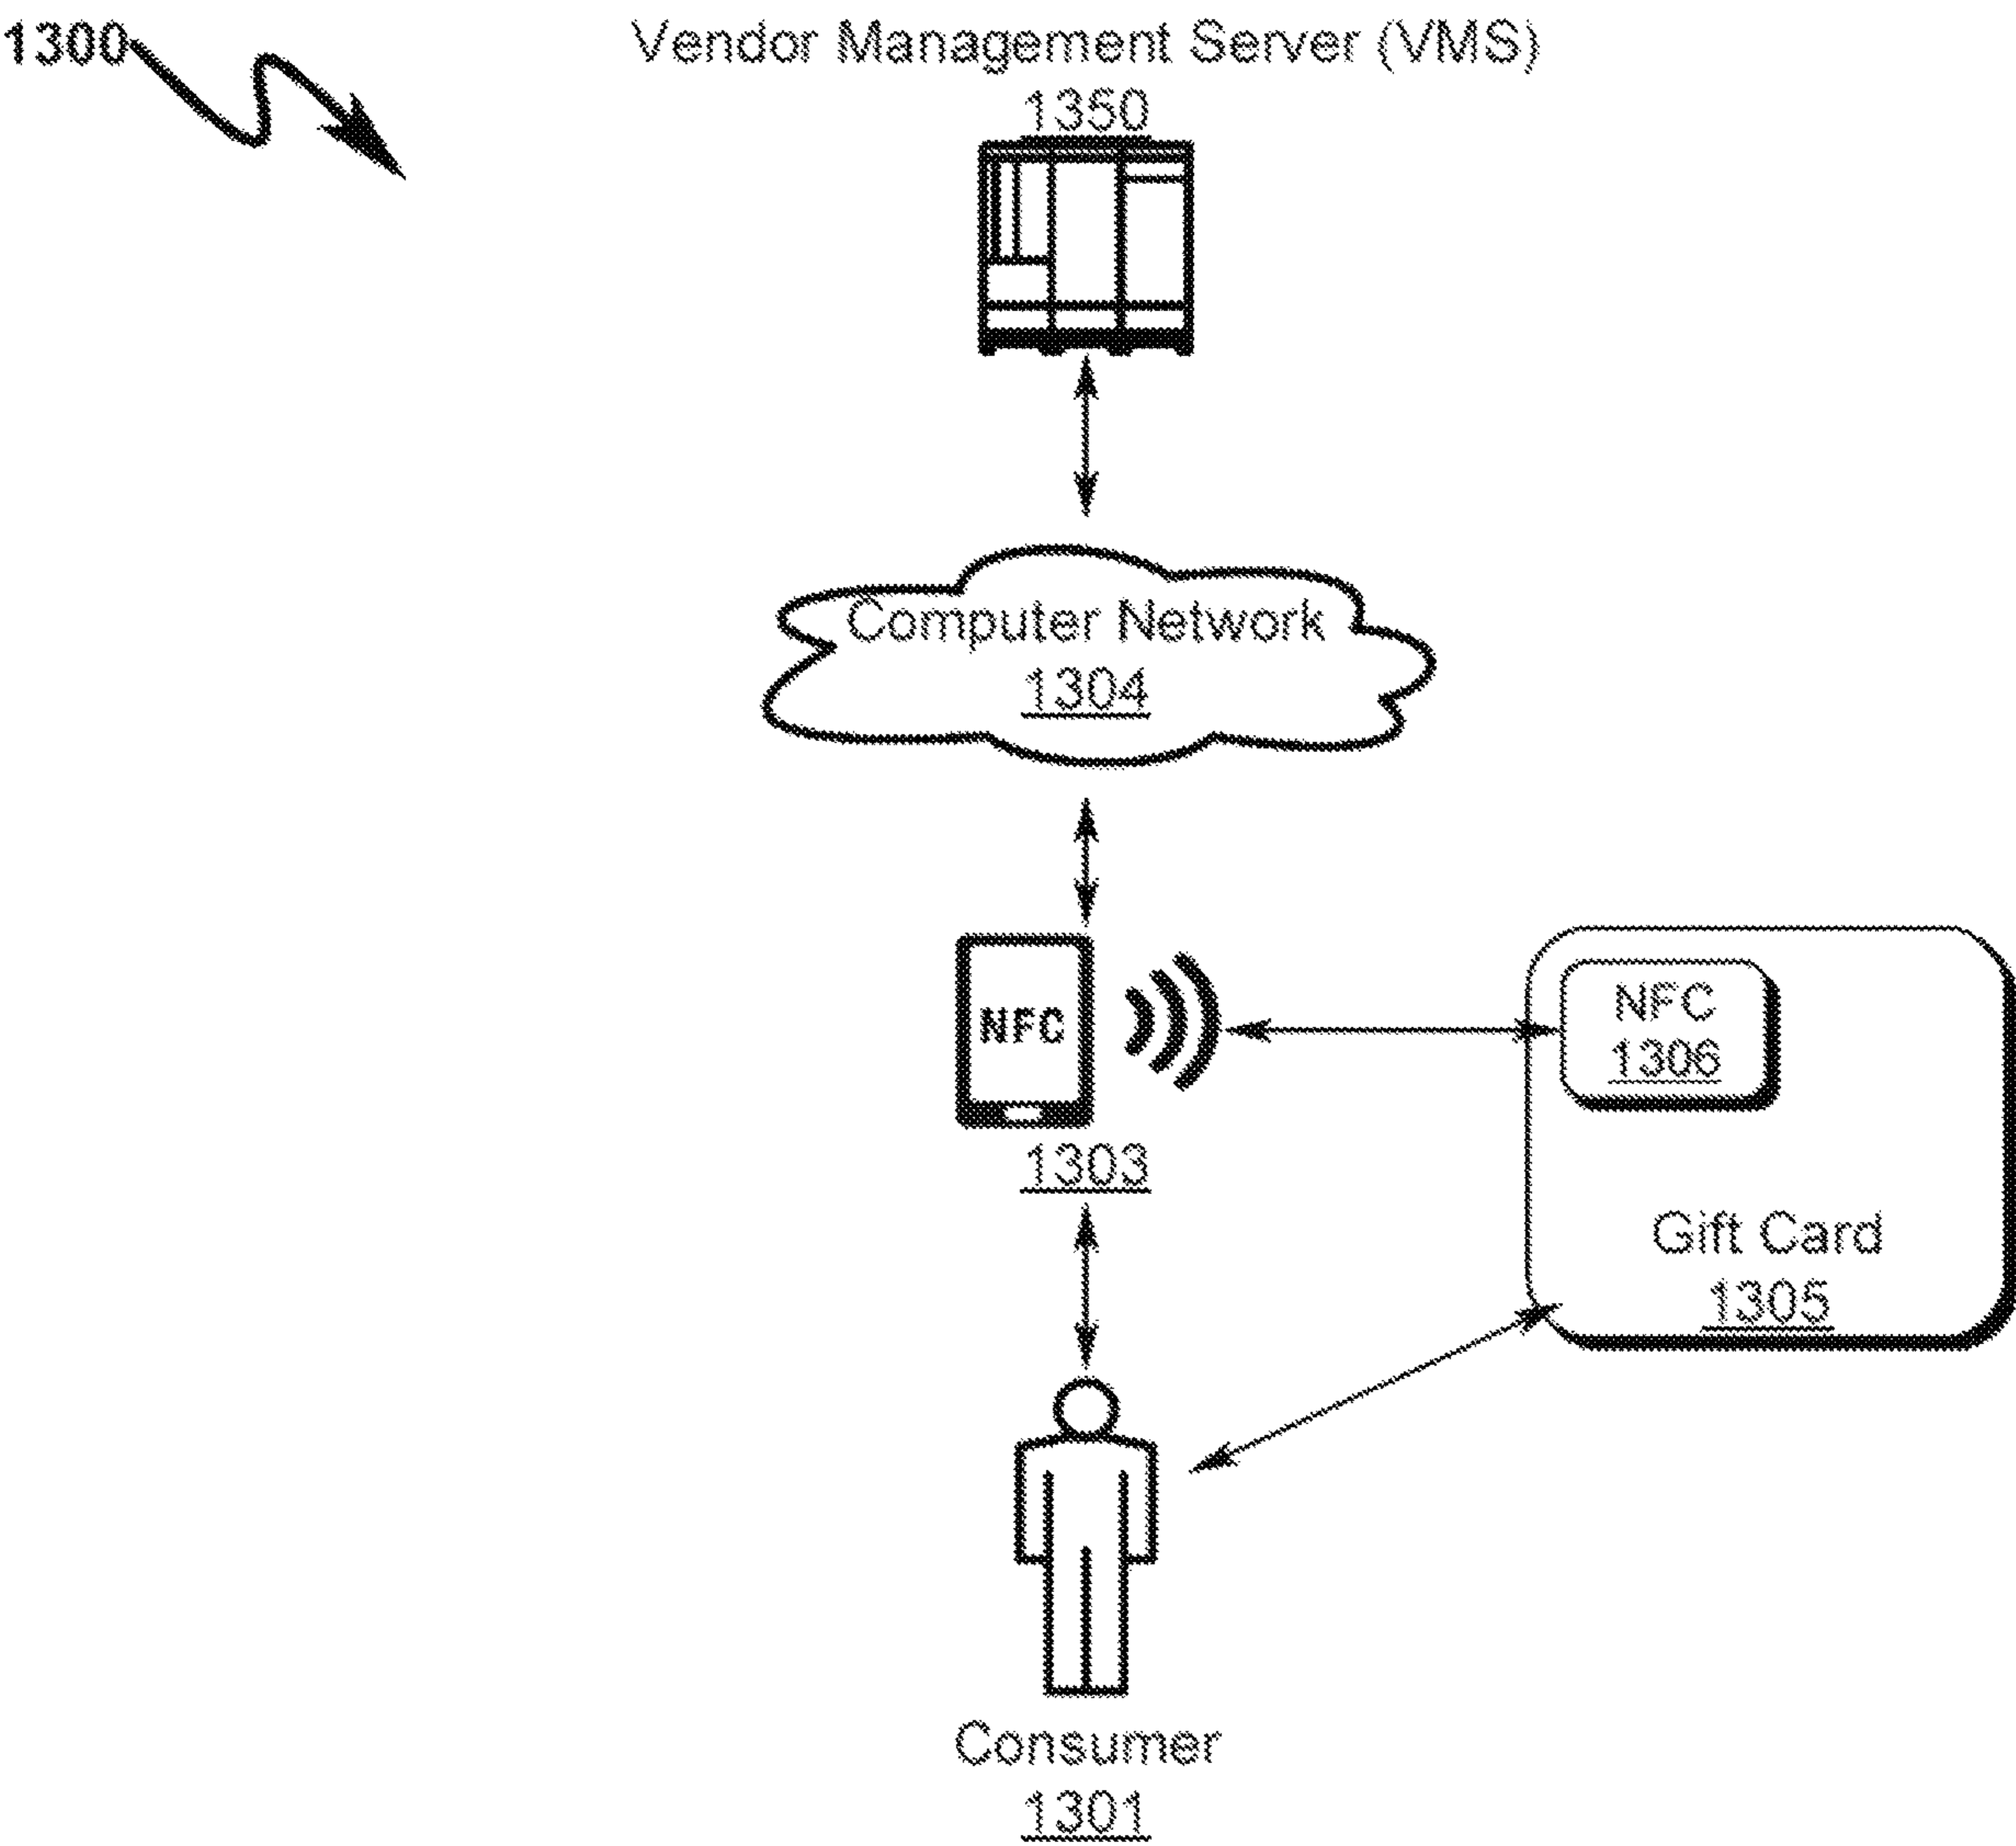 1300
Vendor Management Server (VMS)
1350
Computer Network
1304
NFC
1303
NFC
1306
Gift Card
1305
Consumer
1301